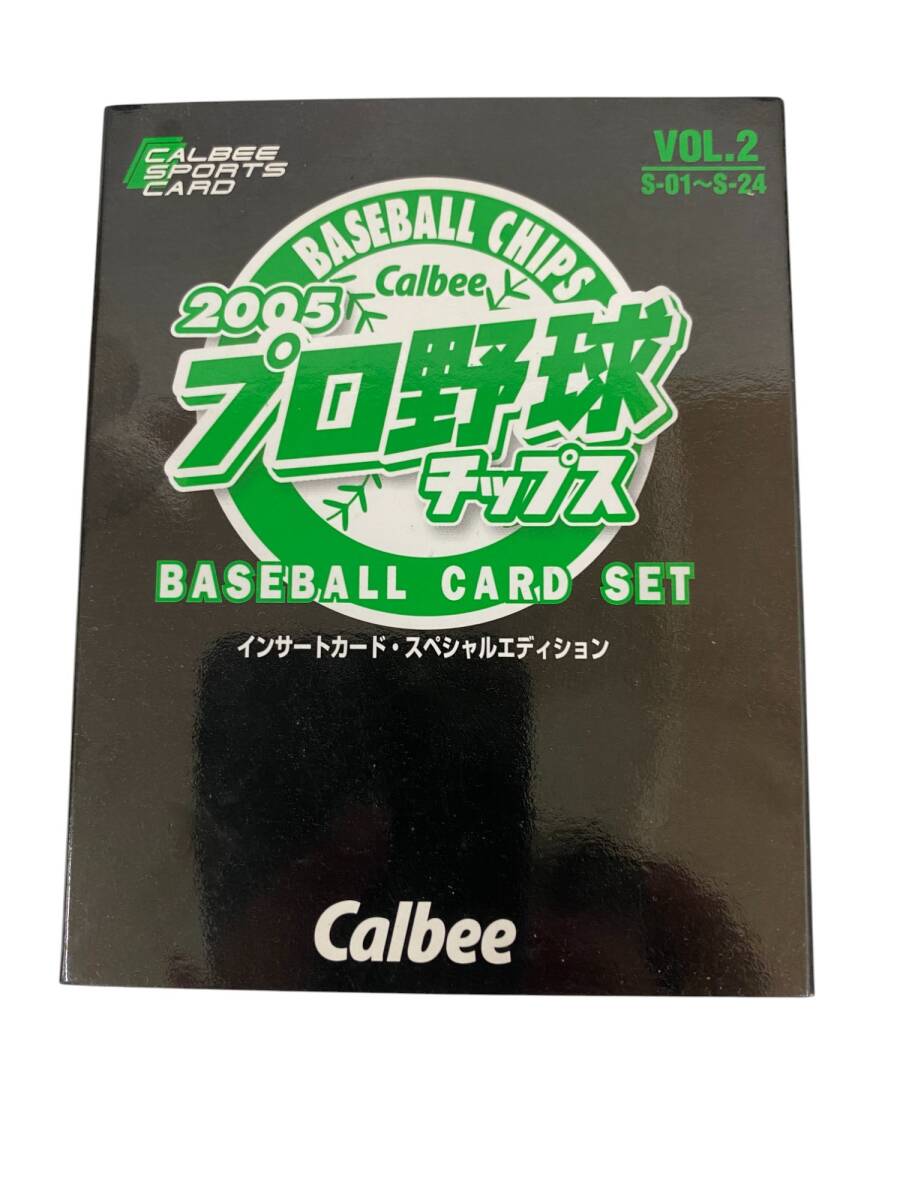 CALBEE
SPORTS
CARD
VOL.2
S-01~S-24
BASEBALL CHIPS
Calbee
2005
プロ野球
チップス
BASEBALL CARD SET
インサートカード・スペシャルエディション
Calbee